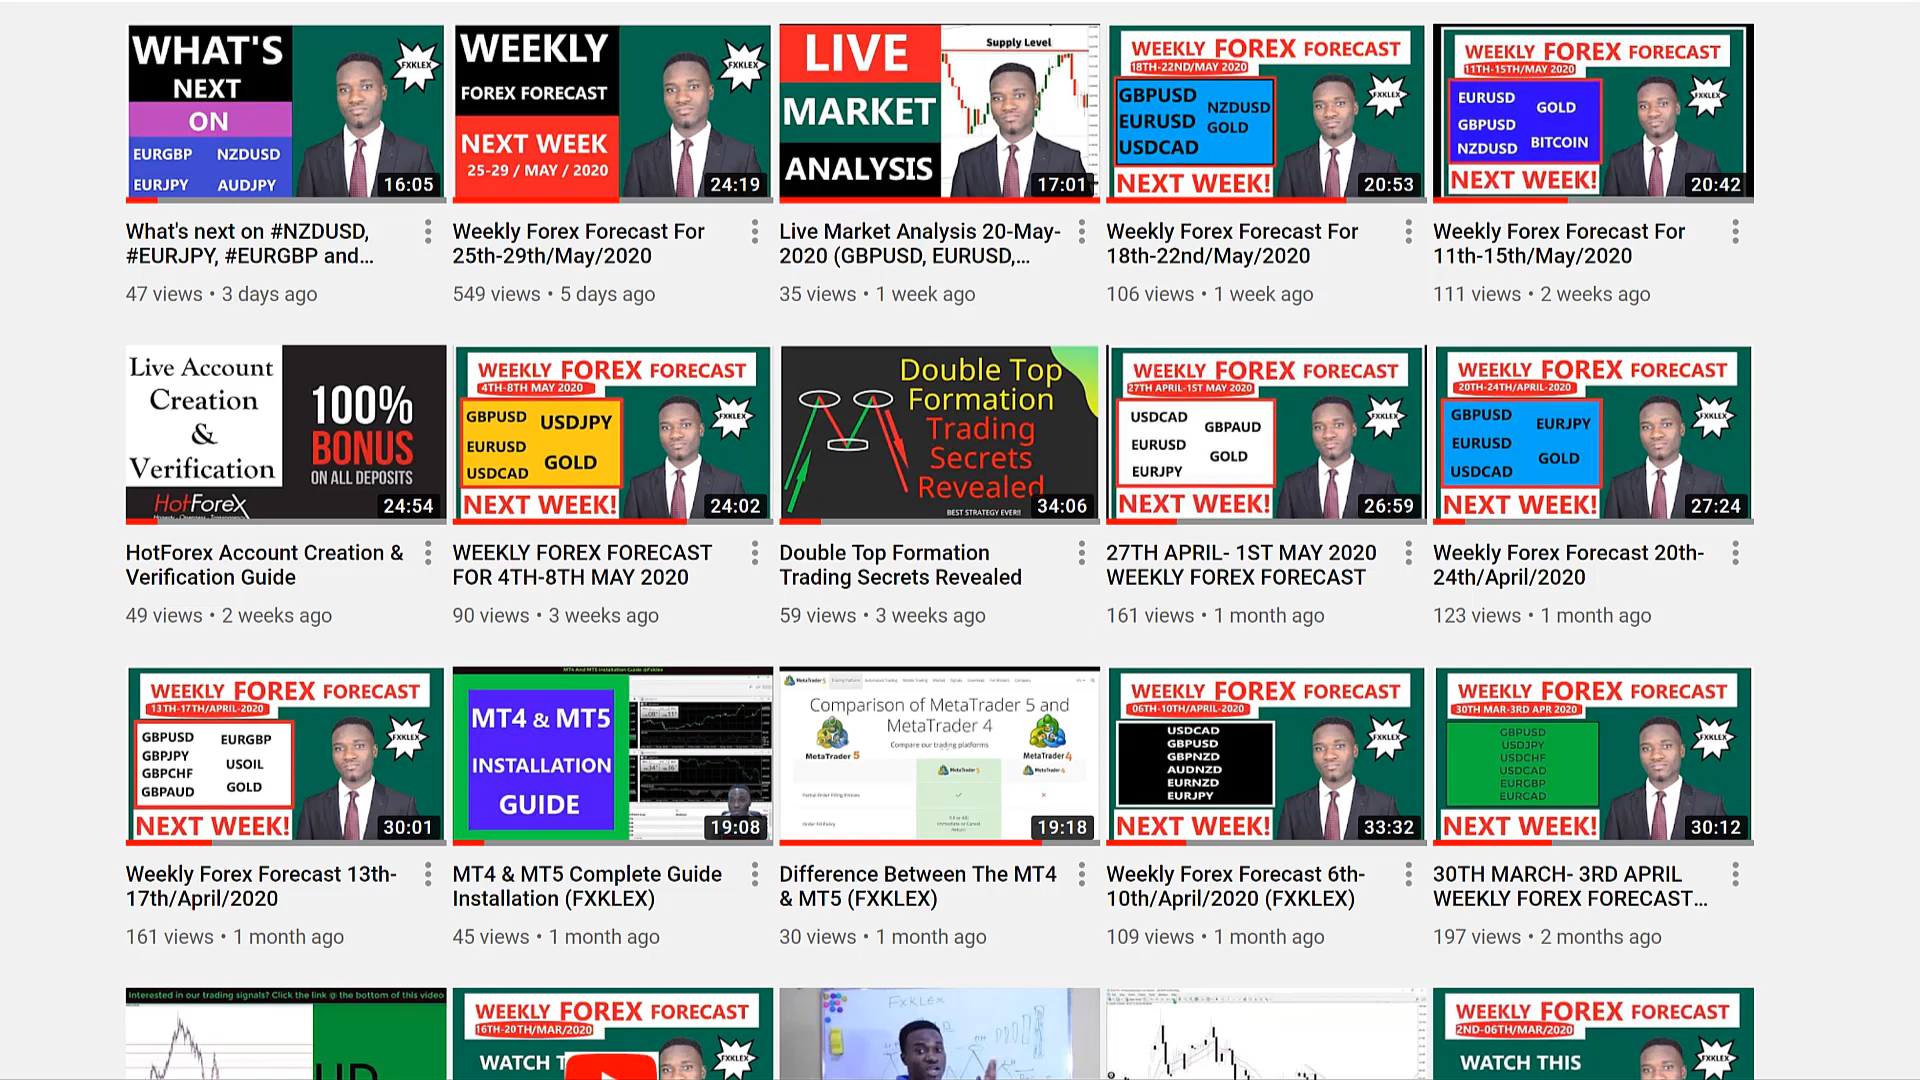 WHAT'S
NEXT
ON
EURGBP NZDUSD
EURJPY AUDJPY
FXKLEX
16:05
What's next on #NZDUSD,
#EURJPY, #EURGBP and...
47 views • 3 days ago
WEEKLY
FOREX FORECAST
NEXT WEEK
25-29 / MAY / 2020
FXKLEX
24:19
Weekly Forex Forecast For
25th-29th/May/2020
549 views • 5 days ago
LIVE
MARKET
ANALYSIS
Supply Level
17:01
Live Market Analysis 20-May-
2020 (GBPUSD, EURUSD,...
35 views • 1 week ago
WEEKLY FOREX FORECAST
18TH-22ND/MAY 2020
GBPUSD
EURUSD
USDCAD
NZDUSD
GOLD
FXKLEX
NEXT WEEK!
20:53
Weekly Forex Forecast For
18th-22nd/May/2020
106 views • 1 week ago
WEEKLY FOREX FORECAST
11TH-15TH/MAY 2020
EURUSD
GBPUSD
NZDUSD
GOLD
BITCOIN
FXKLEX
NEXT WEEK!
20:42
Weekly Forex Forecast For
11th-15th/May/2020
111 views • 2 weeks ago
Live Account
Creation
&
Verification
100%
BONUS
ON ALL DEPOSITS
HotForex
24:54
HotForex Account Creation &
Verification Guide
49 views • 2 weeks ago
WEEKLY FOREX FORECAST
4TH-8TH MAY 2020
GBPUSD
EURUSD
USDCAD
USDJPY
GOLD
FXKLEX
NEXT WEEK!
24:02
WEEKLY FOREX FORECAST
FOR 4TH-8TH MAY 2020
90 views • 3 weeks ago
Double Top
Formation
Trading
Secrets
Revealed
BEST STRATEGY EVER!!
34:06
Double Top Formation
Trading Secrets Revealed
59 views • 3 weeks ago
WEEKLY FOREX FORECAST
27TH APRIL-1ST MAY 2020
USDCAD
EURUSD
EURJPY
GBPAUD
GOLD
FXKLEX
NEXT WEEK!
26:59
27TH APRIL- 1ST MAY 2020
WEEKLY FOREX FORECAST
161 views • 1 month ago
WEEKLY FOREX FORECAST
20TH-24TH/APRIL-2020
GBPUSD
EURUSD
USDCAD
EURJPY
GOLD
FXKLEX
NEXT WEEK!
27:24
Weekly Forex Forecast 20th-
24th/April/2020
123 views • 1 month ago
WEEKLY FOREX FORECAST
13TH-17TH/APRIL-2020
GBPUSD
GBPJPY
GBPCHF
GBPAUD
EURGBP
USOIL
GOLD
FXKLEX
NEXT WEEK!
30:01
Weekly Forex Forecast 13th-
17th/April/2020
161 views • 1 month ago
MT4 And MT5 Installation Guide @Fxklex
MT4 & MT5
INSTALLATION
GUIDE
19:08
MT4 & MT5 Complete Guide
Installation (FXKLEX)
45 views • 1 month ago
MetaTrader 5
Comparison of MetaTrader 5 and
MetaTrader 4
Compare our trading platforms
MetaTrader 5
MetaTrader 4
MetaTrader 5
MetaTrader 4
19:18
Difference Between The MT4
& MT5 (FXKLEX)
30 views • 1 month ago
WEEKLY FOREX FORECAST
06TH-10TH/APRIL-2020
USDCAD
GBPUSD
GBPNZD
AUDNZD
EURNZD
EURJPY
FXKLEX
NEXT WEEK!
33:32
Weekly Forex Forecast 6th-
10th/April/2020 (FXKLEX)
109 views • 1 month ago
WEEKLY FOREX FORECAST
30TH MAR-3RD APR 2020
GBPUSD
USDJPY
USDCHF
USDCAD
EURGBP
EURCAD
FXKLEX
NEXT WEEK!
30:12
30TH MARCH- 3RD APRIL
WEEKLY FOREX FORECAST...
197 views • 2 months ago
Interested in our trading signals? Click the link @ the bottom of this video
WEEKLY FOREX FORECAST
16TH-20TH/MAR/2020
WATCH T
FXKLEX
FXKLEX
WEEKLY FOREX FORECAST
2ND-06TH/MAR/2020
WATCH THIS
FXKLEX